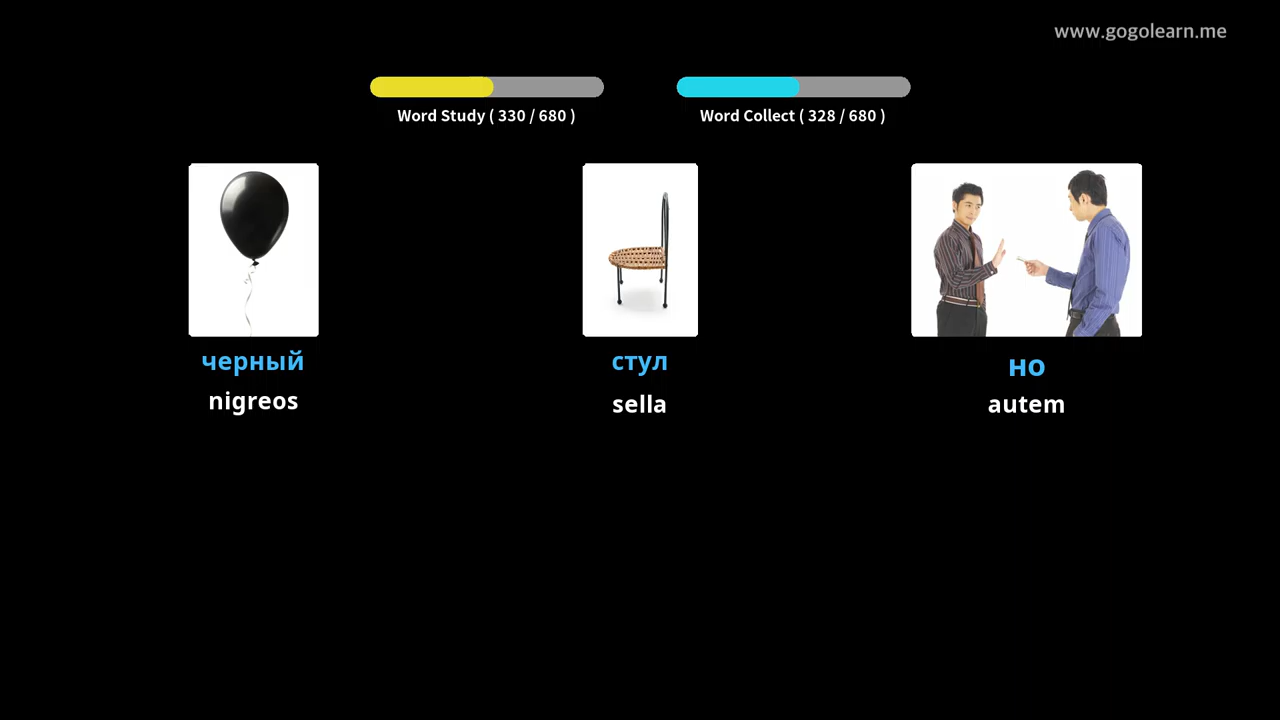 www.gogolearn.me
Word Study ( 330 / 680 )
Word Collect ( 328 / 680 )
черный
nigreos
стул
sella
но
autem